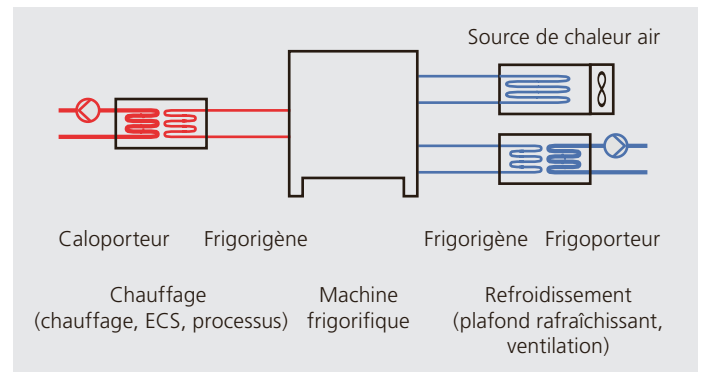 Source de chaleur air
Caloporteur Frigorigène Frigorigène Frigoporteur
Chauffage
(chauffage, ECS, processus)
Machine
frigorifique
Refroidissement
(plafond rafraîchissant,
ventilation)